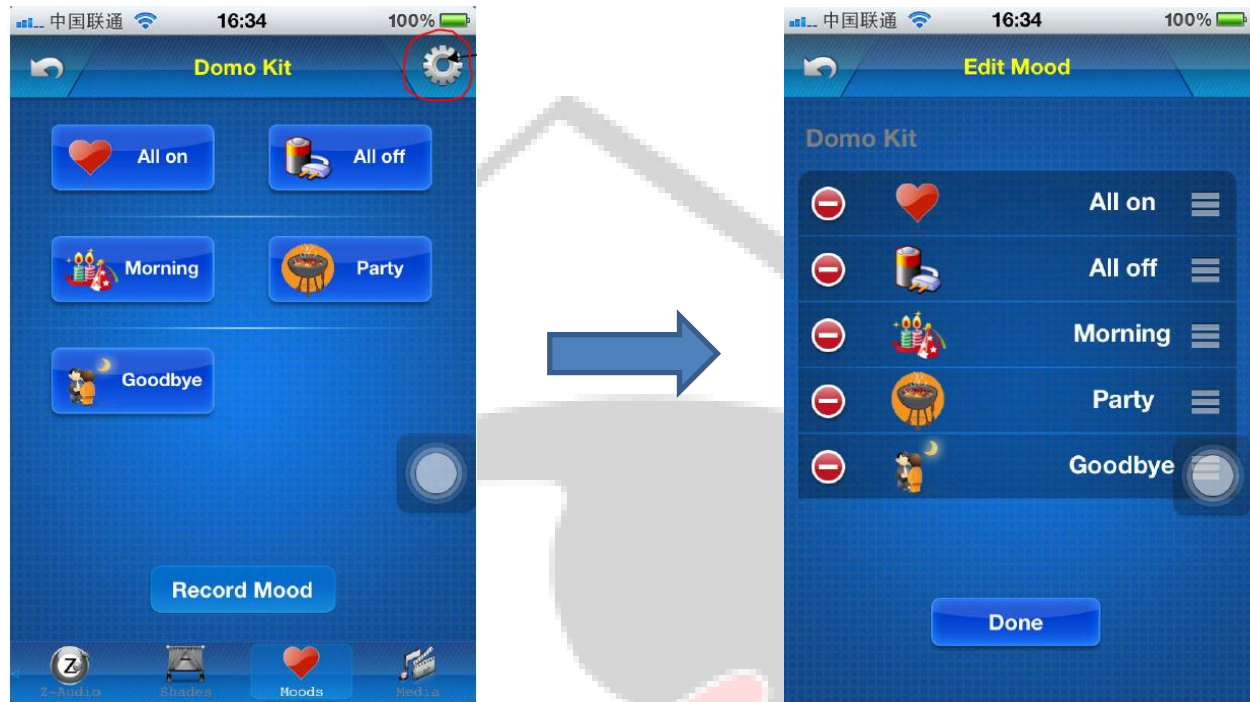 中国联通 16:34 100%
Domo Kit
All on All off
Morning Party
Goodbye
Record Mood
Z
Z-Audio Shades Moods Media
中国联通 16:34 100%
Edit Mood
Domo Kit
All on
All off
Morning
Party
Goodbye
Done